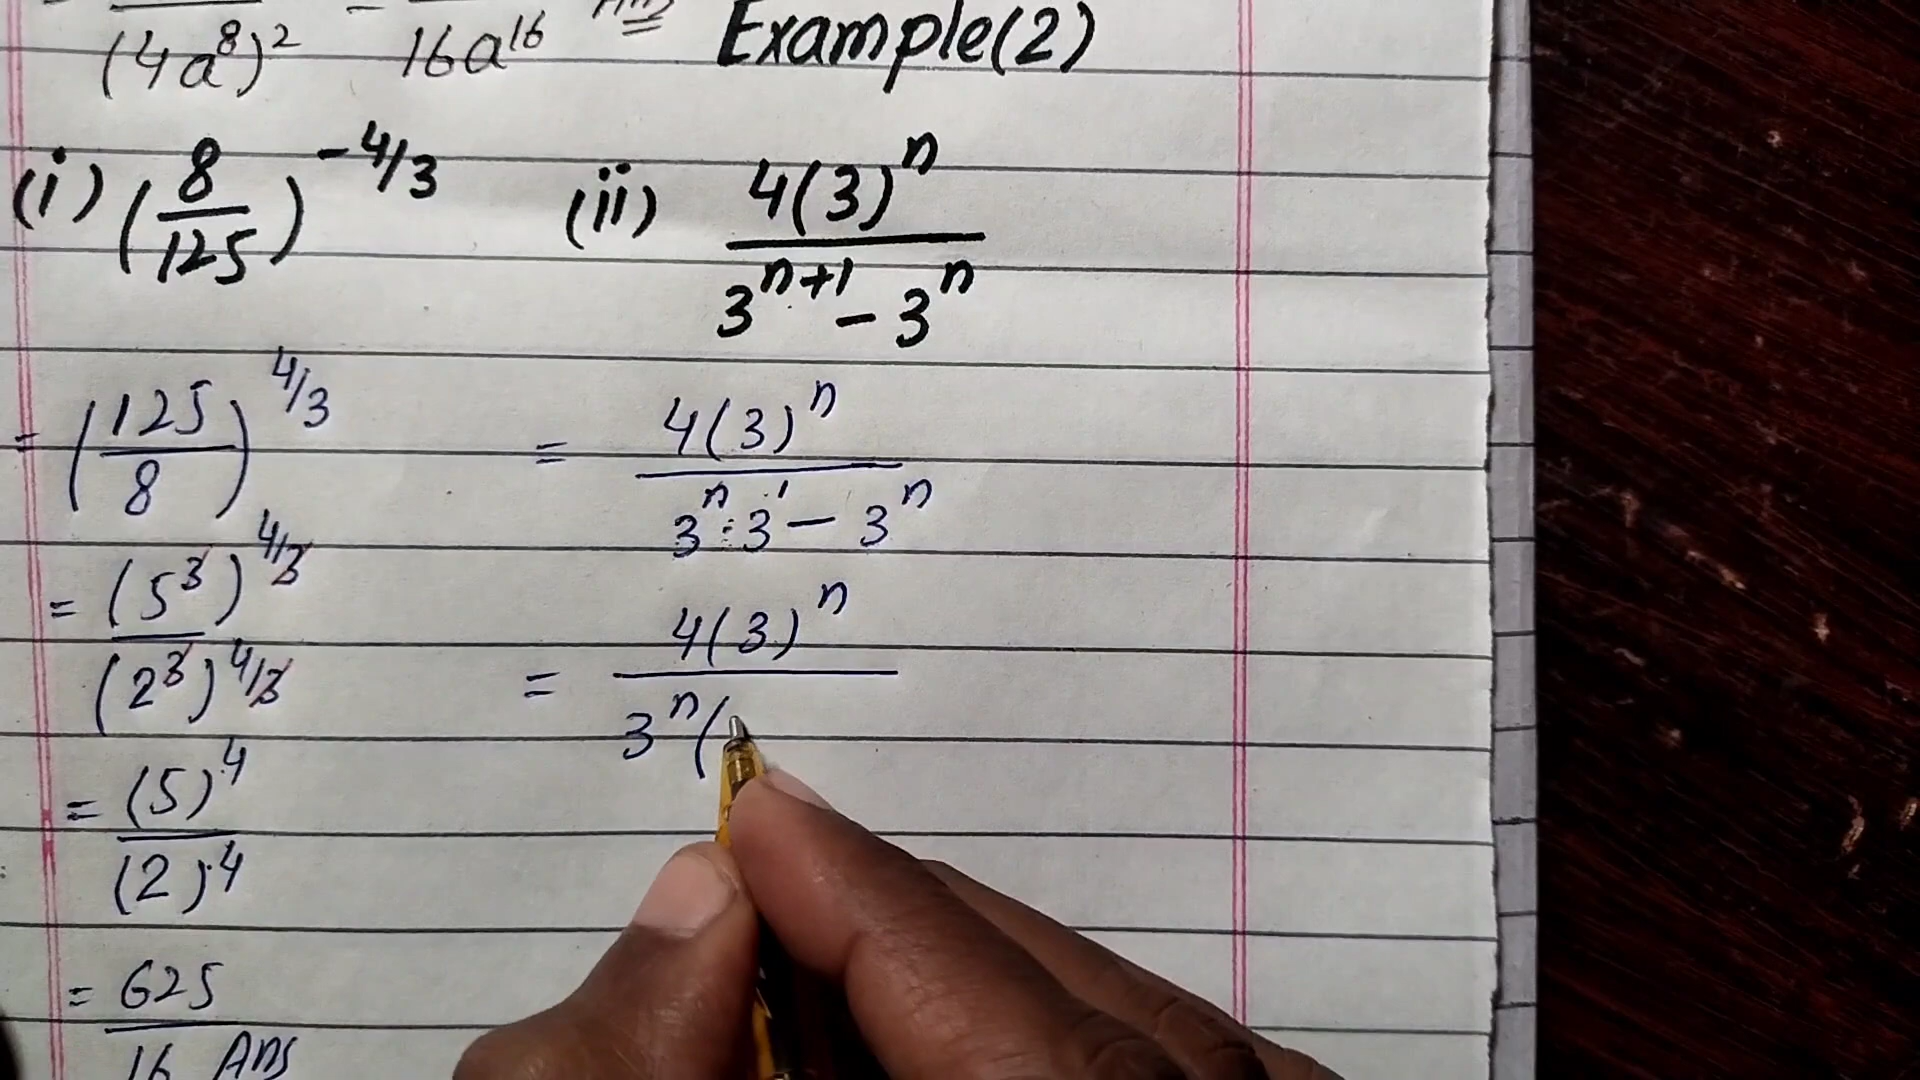 (4a⁸)² = 16a¹⁶ Ans
Example(2)
(i) (8/125)^-4/3
= (125/8)^4/3
= (5³)^4/3 / (2³)^4/3
= (5)⁴ / (2)⁴
= 625 / 16 Ans
(ii) 4(3)ⁿ / 3ⁿ⁺¹ - 3ⁿ
= 4(3)ⁿ / 3ⁿ·3¹ - 3ⁿ
= 4(3)ⁿ / 3ⁿ(